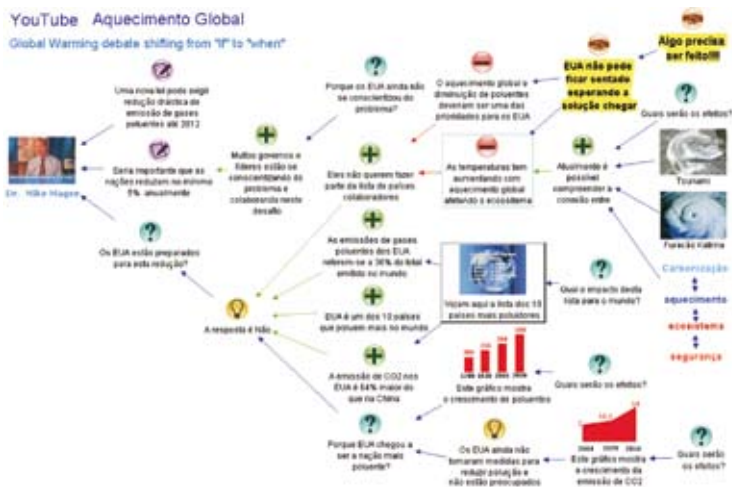 YouTube Aquecimento Global
Global Warming debate shifting from "if" to "when"
Algo precisa
ser feito!!!!
EUA não pode
ficar sentado
esperando a
solução chegar
Uma nova lei pode exigir
redução drástica de
emissão de gases
poluentes até 2012
Porque os EUA ainda não
se conscientizou do
problema?
O aquecimento global e
diminuição de poluentes
deveriam ser uma das
prioridades para os EUA
Quais serão os efeitos?
Dr. Mike Magee
Seria importante que as
nações reduzam no mínimo
5% anualmente
Muitos governos e
líderes estão se
conscientizando do
problema e
colaborando neste
desafio
Eles não querem fazer
parte da lista de países
colaboradores
As temperaturas tem
aumentando com
aquecimento global
afetando o ecosistema
Atualmente é
possível
compreender a
conexão entre
Tsunami
Furacão Katrina
Os EUA estão preparados
para esta redução?
As emissões de gases
poluentes dos EUA
referem-se a 36% do total
emitido no mundo
Vejam aqui a lista dos 10
países mais poluidores
Qual o impacto desta
lista para o mundo?
Carbonização
aquecimento
ecosistema
segurança
A resposta é Não
EUA é um dos 10 países
que poluem mais no mundo
A emissão de CO2 nos
EUA é 64% maior do
que na China
Este gráfico mostra
o crescimento de poluentes
Quais serão os efeitos?
Porque EUA chegou a
ser a nação mais
poluente?
Os EUA ainda não
tomaram medidas para
reduzir poluição e
não estão preocupados
Este gráfico mostra
o crescimento da
emissão de CO2
Quais serão
os efeitos?